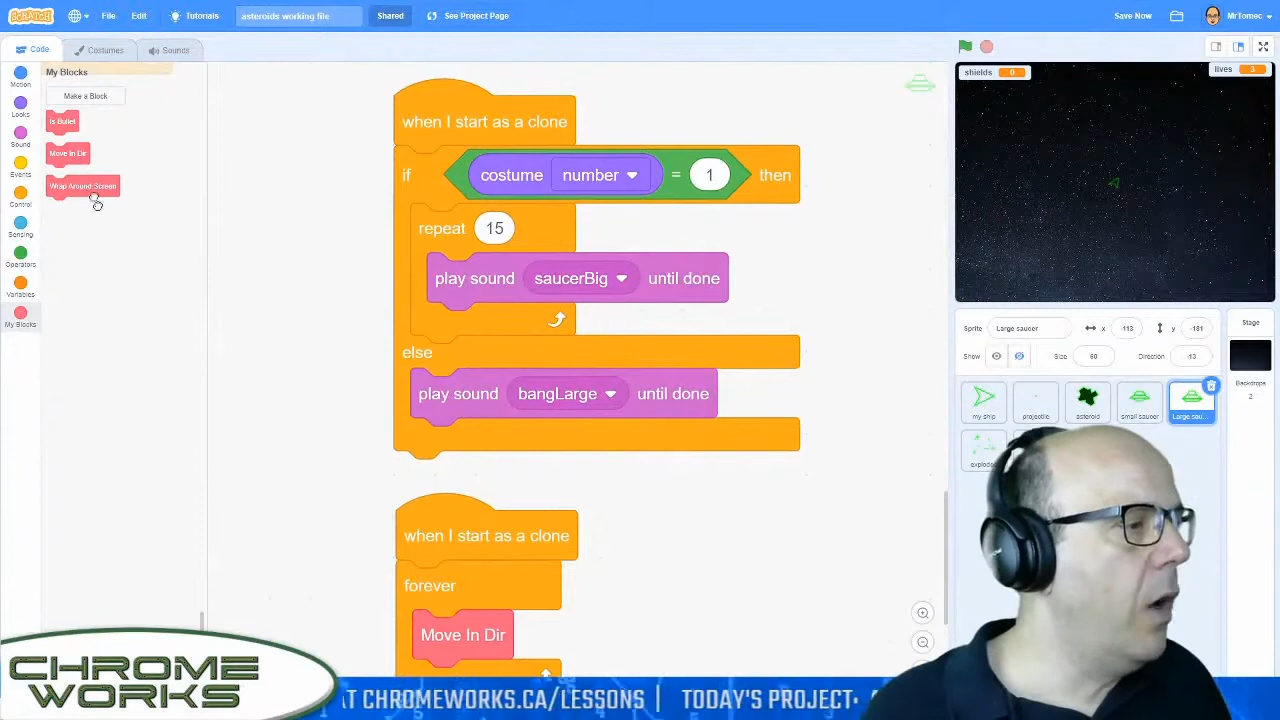 SCRATCH
File
Edit
Tutorials
asteroids working file
Shared
See Project Page
Save Now
MrTomec
Code
Costumes
Sounds
Motion
Looks
Sound
Events
Control
Sensing
Operators
Variables
My Blocks
My Blocks
Make a Block
Is Bullet
Move In Dir
Wrap Around Screen
when I start as a clone
if costume number = 1 then
repeat 15
play sound saucerBig until done
else
play sound bangLarge until done
when I start as a clone
forever
Move In Dir
shields 0
lives 3
Sprite Large saucer x -113 y -181
Show Size 60 Direction -13
my ship
projectile
asteroid
small saucer
Large sau...
Stage
Backdrops
2
CHROME
WORKS
AT CHROMEWORKS.CA/LESSONS | TODAY'S PROJECT: